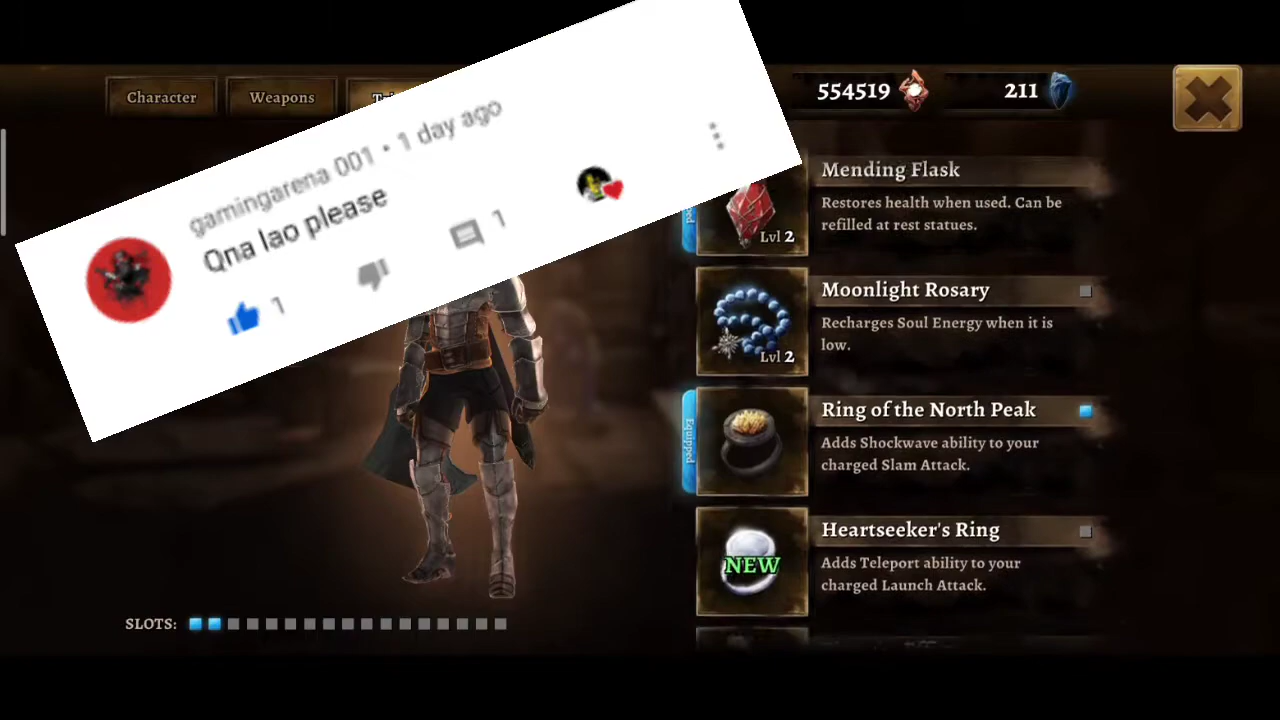 Character
Weapons
554519
211
gamingarena 001 • 1 day ago
Qna lao please
1
1
Mending Flask
Restores health when used. Can be
refilled at rest statues.
Lvl 2
Moonlight Rosary
Recharges Soul Energy when it is
low.
Lvl 2
Equipped
Ring of the North Peak
Adds Shockwave ability to your
charged Slam Attack.
Heartseeker's Ring
NEW
Adds Teleport ability to your
charged Launch Attack.
SLOTS: